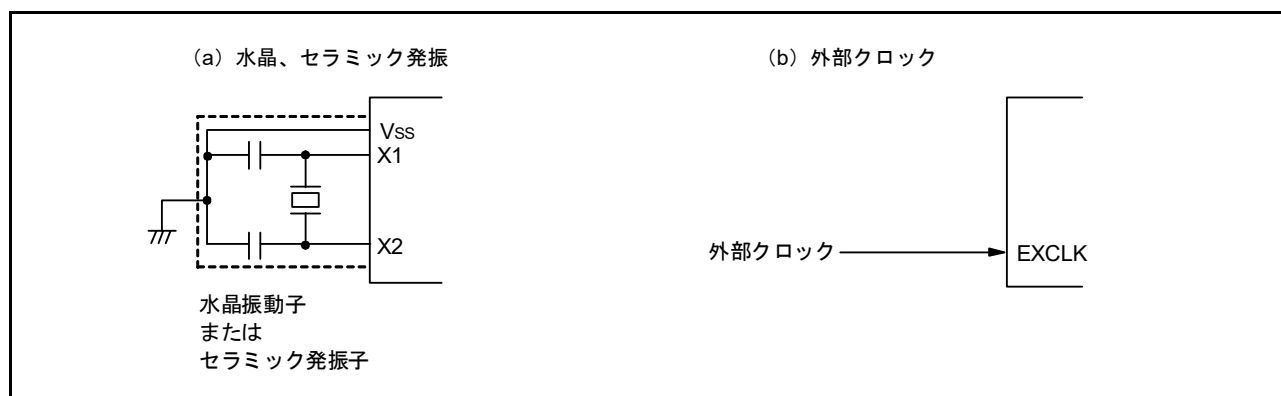 (a) 水晶、セラミック発振
Vss
X1
X2
水晶振動子
または
セラミック発振子
(b) 外部クロック
外部クロック
EXCLK